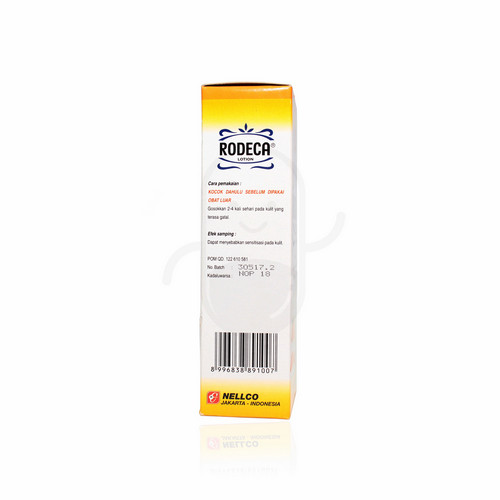 RODECA®
LOTION
Cara pemakaian :
KOCOK DAHULU SEBELUM DIPAKAI
OBAT LUAR
Gosokkan 2-4 kali sehari pada kulit yang
terasa gatal.
Efek samping :
Dapat menyebabkan sensitisasi pada kulit.
POM QD. 122 610 581
No. Batch : 30517.2
Kadaluwarsa : NOP 18
8 996838 891007
NELLCO
JAKARTA - INDONESIA